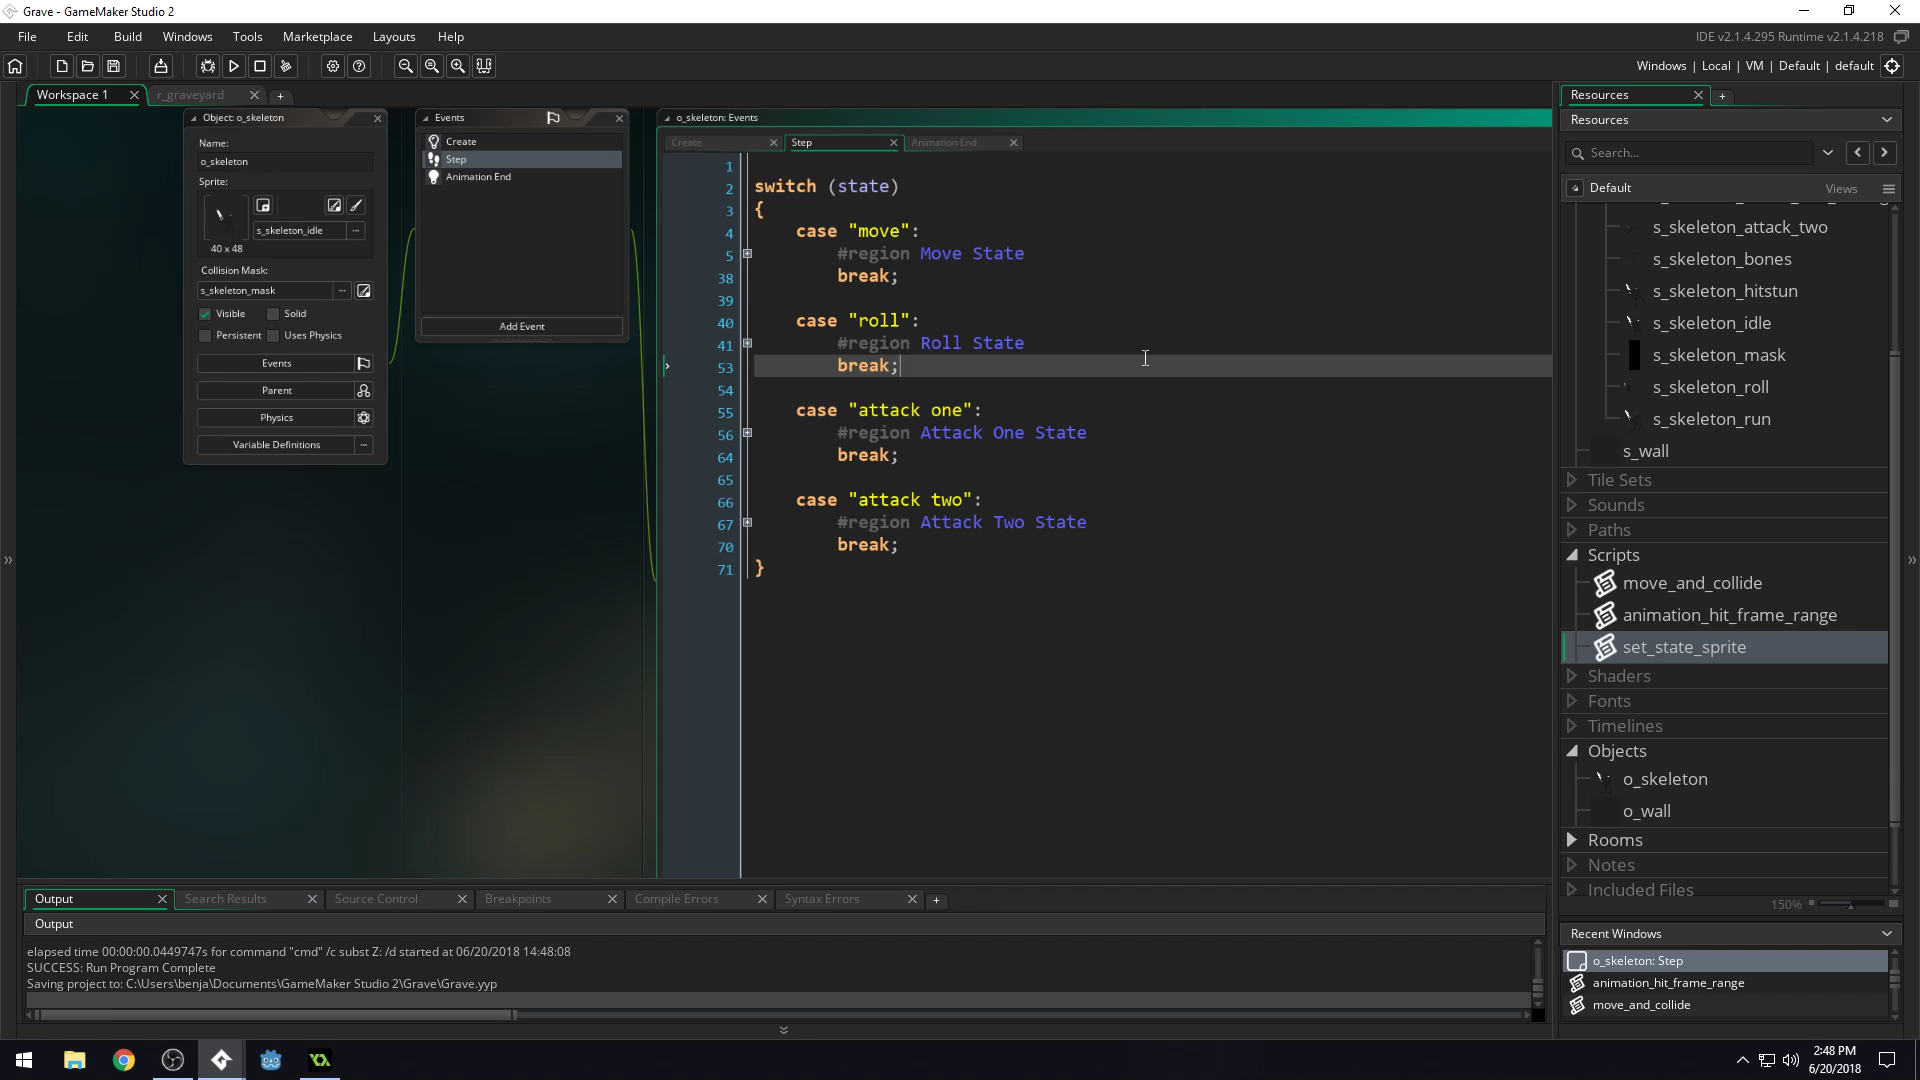 Grave - GameMaker Studio 2
File Edit Build Windows Tools Marketplace Layouts Help
IDE v2.1.4.295 Runtime v2.1.4.218
Windows | Local | VM | Default | default
Workspace 1
r_graveyard
Object: o_skeleton
Name:
o_skeleton
Sprite:
s_skeleton_idle
40 x 48
Collision Mask:
s_skeleton_mask
Visible
Solid
Persistent
Uses Physics
Events
Parent
Physics
Variable Definitions
Events
Create
Step
Animation End
Add Event
o_skeleton: Events
Create
Step
Animation End
1
2 switch (state)
3 {
4 case "move":
5 #region Move State
38 break;
39
40 case "roll":
41 #region Roll State
53 break;
54
55 case "attack one":
56 #region Attack One State
64 break;
65
66 case "attack two":
67 #region Attack Two State
70 break;
71 }
Resources
Resources
Search...
Default
Views
s_skeleton_attack_two
s_skeleton_bones
s_skeleton_hitstun
s_skeleton_idle
s_skeleton_mask
s_skeleton_roll
s_skeleton_run
s_wall
Tile Sets
Sounds
Paths
Scripts
move_and_collide
animation_hit_frame_range
set_state_sprite
Shaders
Fonts
Timelines
Objects
o_skeleton
o_wall
Rooms
Notes
Included Files
150%
Recent Windows
o_skeleton: Step
animation_hit_frame_range
move_and_collide
Output
Search Results
Source Control
Breakpoints
Compile Errors
Syntax Errors
Output
elapsed time 00:00:00.0449747s for command "cmd" /c subst Z: /d started at 06/20/2018 14:48:08
SUCCESS: Run Program Complete
Saving project to: C:\Users\benja\Documents\GameMaker Studio 2\Grave\Grave.yyp
2:48 PM
6/20/2018